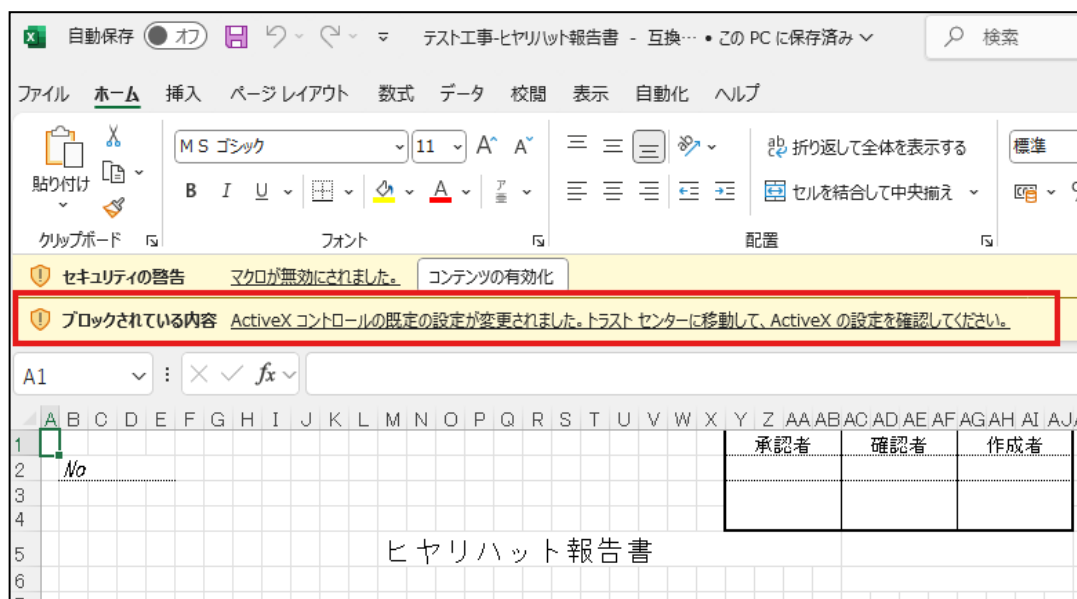 自動保存 オフ テスト工事-ヒヤリハット報告書 - 互換… • この PC に保存済み 検索
ファイル ホーム 挿入 ページ レイアウト 数式 データ 校閲 表示 自動化 ヘルプ
貼り付け MS ゴシック 11 A A ab 折り返して全体を表示する 標準
B I U A ア亜 セルを結合して中央揃え
クリップボード フォント 配置
セキュリティの警告 マクロが無効にされました。 コンテンツの有効化
ブロックされている内容 ActiveX コントロールの既定の設定が変更されました。トラスト センターに移動して、ActiveX の設定を確認してください。
A1 fx
A B C D E F G H I J K L M N O P Q R S T U V W X Y Z AA AB AC AD AE AF AG AH AI AJ
1 承認者 確認者 作成者
2 No
3
4
5 ヒヤリハット報告書
6